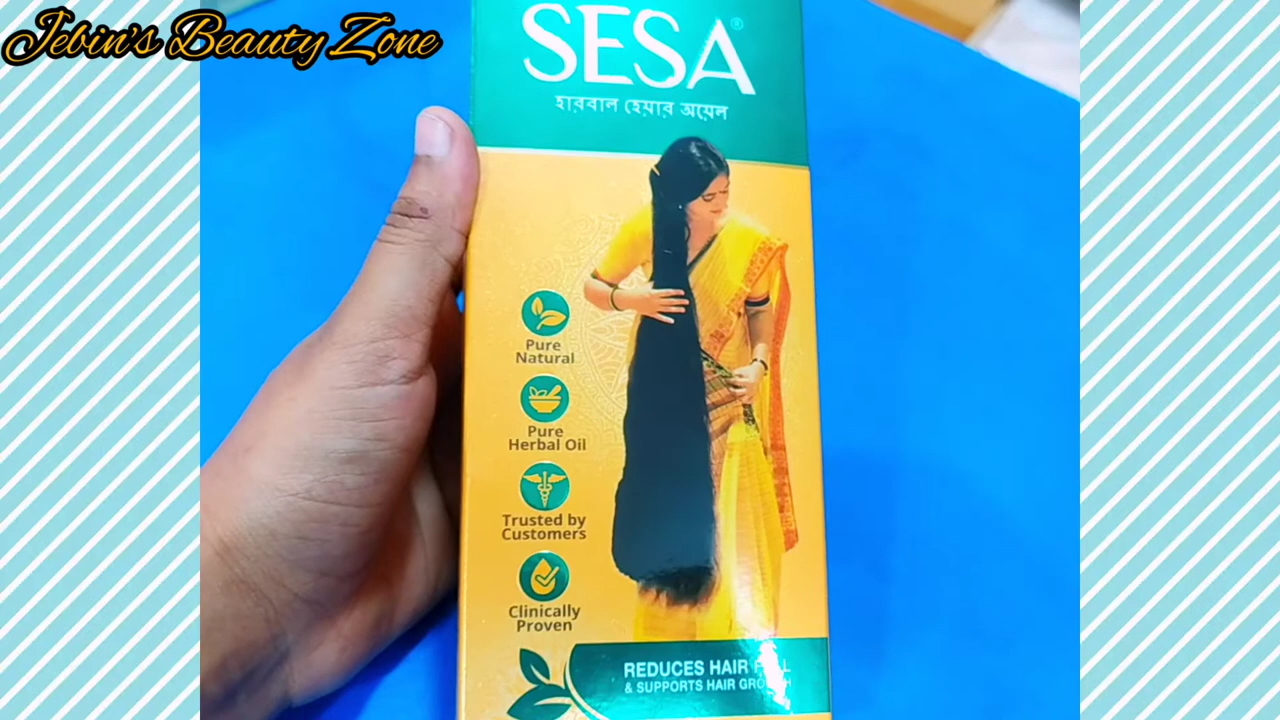 Jebin's Beauty Zone
SESA®
হারবাল হেয়ার অয়েল
Pure
Natural
Pure
Herbal Oil
Trusted by
Customers
Clinically
Proven
REDUCES HAIR
& SUPPORTS HAIR